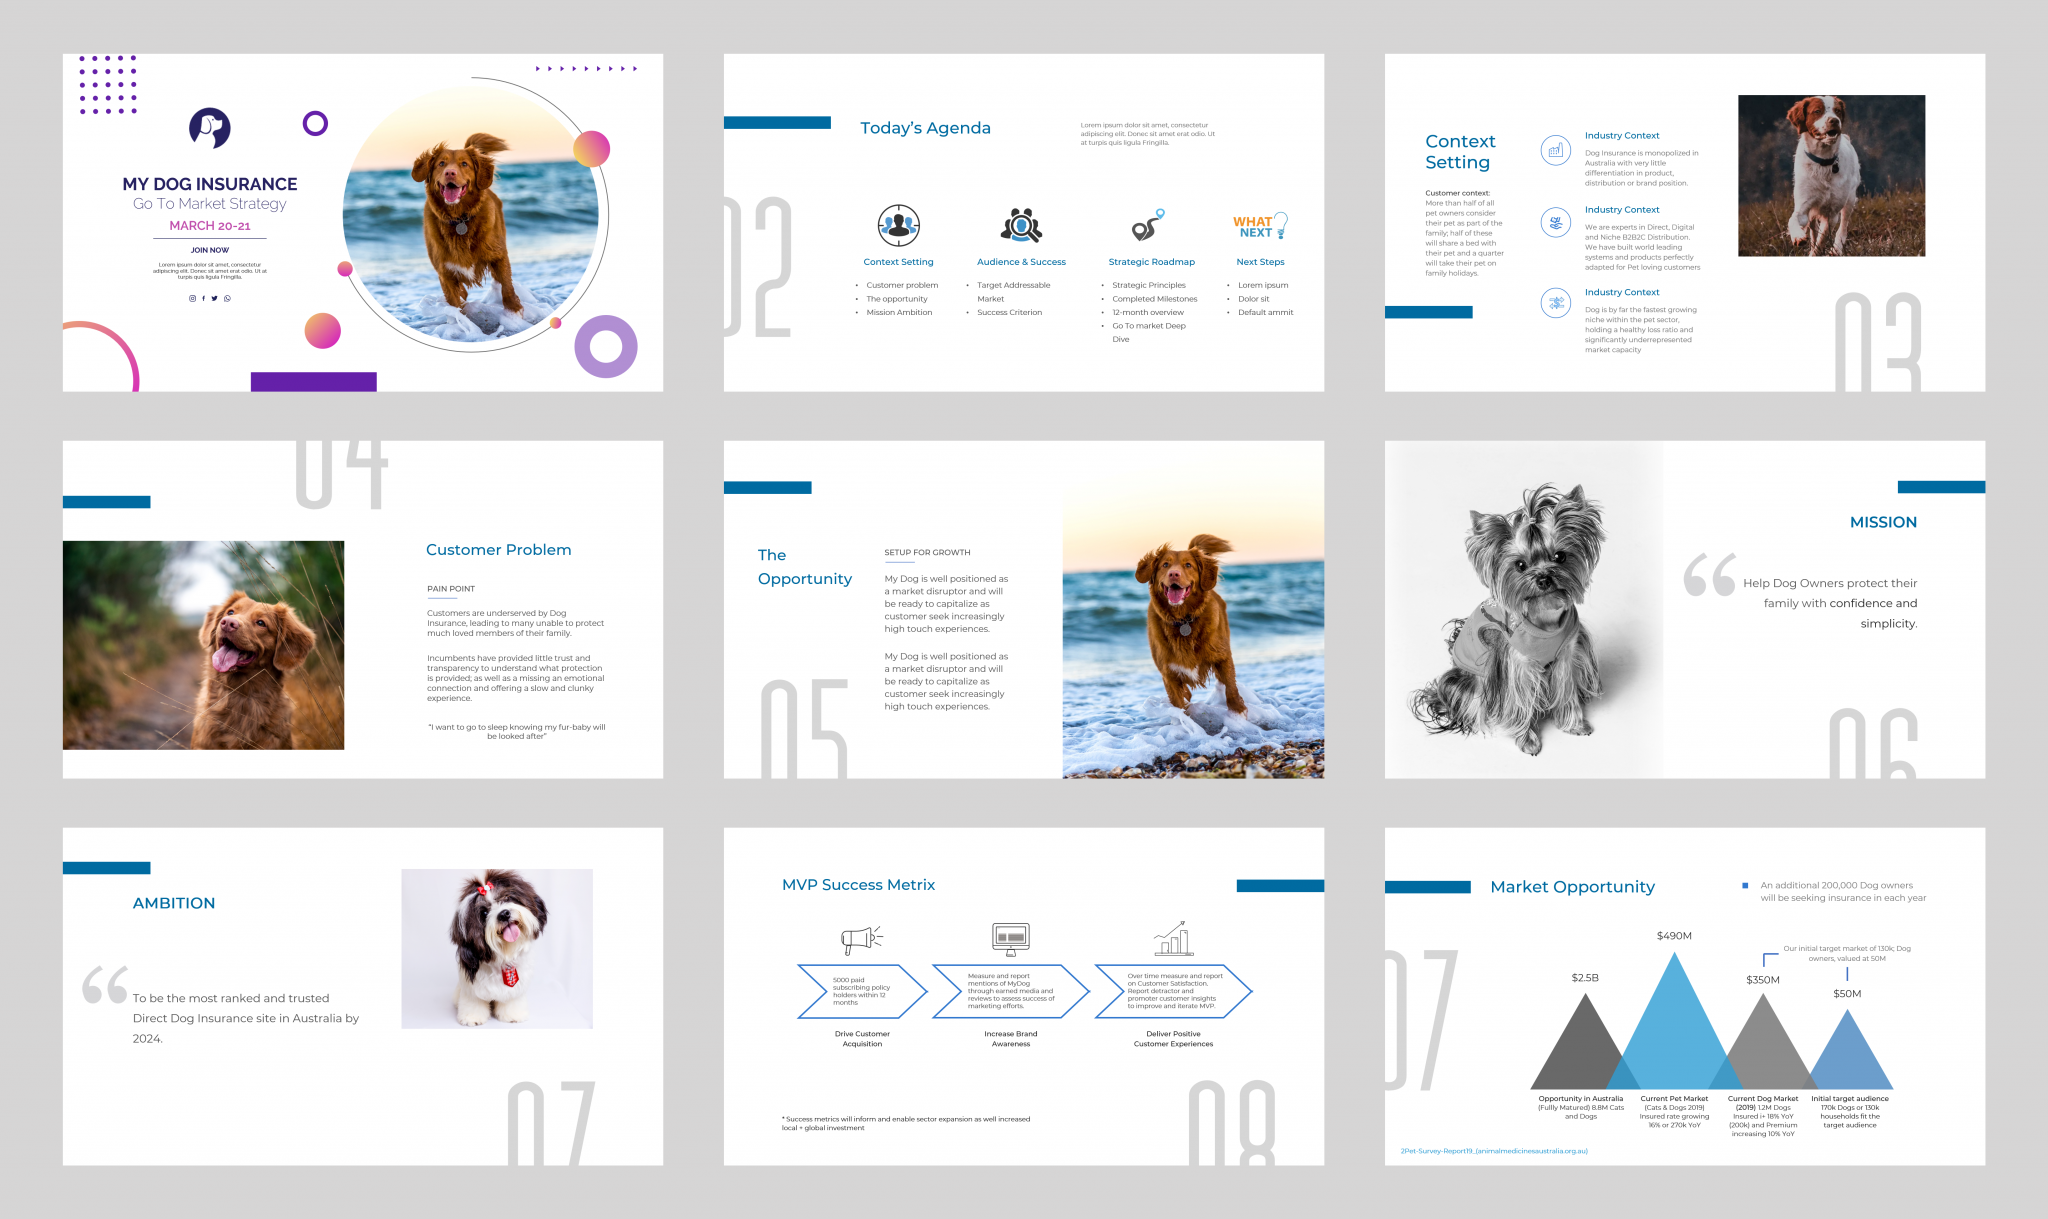 MY DOG INSURANCE
Go To Market Strategy
MARCH 20-21
JOIN NOW
Lorem ipsum dolor sit amet, consectetur
adipiscing elit. Donec sit amet erat odio. Ut at
turpis quis ligula Fringilla.
Today's Agenda
Lorem ipsum dolor sit amet, consectetur
adipiscing elit. Donec sit amet erat odio. Ut
at turpis quis ligula Fringilla.
02
WHAT
NEXT ?
Context Setting
• Customer problem
• The opportunity
• Mission Ambition
Audience & Success
• Target Addressable
Market
• Success Criterion
Strategic Roadmap
• Strategic Principles
• Completed Milestones
• 12-month overview
• Go To market Deep
Dive
Next Steps
• Lorem ipsum
• Dolor sit
• Default ammit
Context
Setting
Customer context:
More than half of all
pet owners consider
their pet as part of the
family; half of these
will share a bed with
their pet and a quarter
will take their pet on
family holidays.
Industry Context
Dog Insurance is monopolized in
Australia with very little
differentiation in product,
distribution or brand position.
Industry Context
We are experts in Direct, Digital
and Niche B2B2C Distribution.
We have built world leading
systems and products perfectly
adapted for Pet loving customers
Industry Context
Dog is by far the fastest growing
niche within the pet sector,
holding a healthy loss ratio and
significantly underrepresented
market capacity
03
04
Customer Problem
PAIN POINT
Customers are underserved by Dog
Insurance, leading to many unable to protect
much loved members of their family.
Incumbents have provided little trust and
transparency to understand what protection
is provided; as well as a missing an emotional
connection and offering a slow and clunky
experience.
"I want to go to sleep knowing my fur-baby will
be looked after"
The
Opportunity
SETUP FOR GROWTH
My Dog is well positioned as
a market disruptor and will
be ready to capitalize as
customer seek increasingly
high touch experiences.
My Dog is well positioned as
a market disruptor and will
be ready to capitalize as
customer seek increasingly
high touch experiences.
05
MISSION
“ Help Dog Owners protect their
family with confidence and
simplicity.
06
AMBITION
“ To be the most ranked and trusted
Direct Dog Insurance site in Australia by
2024.
07
MVP Success Metrix
5000 paid
subscribing policy
holders within 12
months
Drive Customer
Acquisition
Measure and report
mentions of MyDog
through earned media and
reviews to assess success of
marketing efforts.
Increase Brand
Awareness
Over time measure and report
on Customer Satisfaction.
Report detractor and
promoter customer insights
to improve and iterate MVP.
Deliver Positive
Customer Experiences
* Success metrics will inform and enable sector expansion as well increased
local + global investment
08
Market Opportunity
An additional 200,000 Dog owners
will be seeking insurance in each year
07
$2.5B
$490M
$350M
$50M
Our initial target market of 130k; Dog
owners, valued at 50M
Opportunity in Australia
(Fullly Matured) 8.8M Cats
and Dogs
Current Pet Market
(Cats & Dogs 2019)
Insured rate growing
16% or 270k YoY
Current Dog Market
(2019) 1.2M Dogs
Insured i+ 18% YoY
(200k) and Premium
increasing 10% YoY
Initial target audience
170k Dogs or 130k
households fit the
target audience
2Pet-Survey-Report19_(animalmedicinesaustralia.org.au)